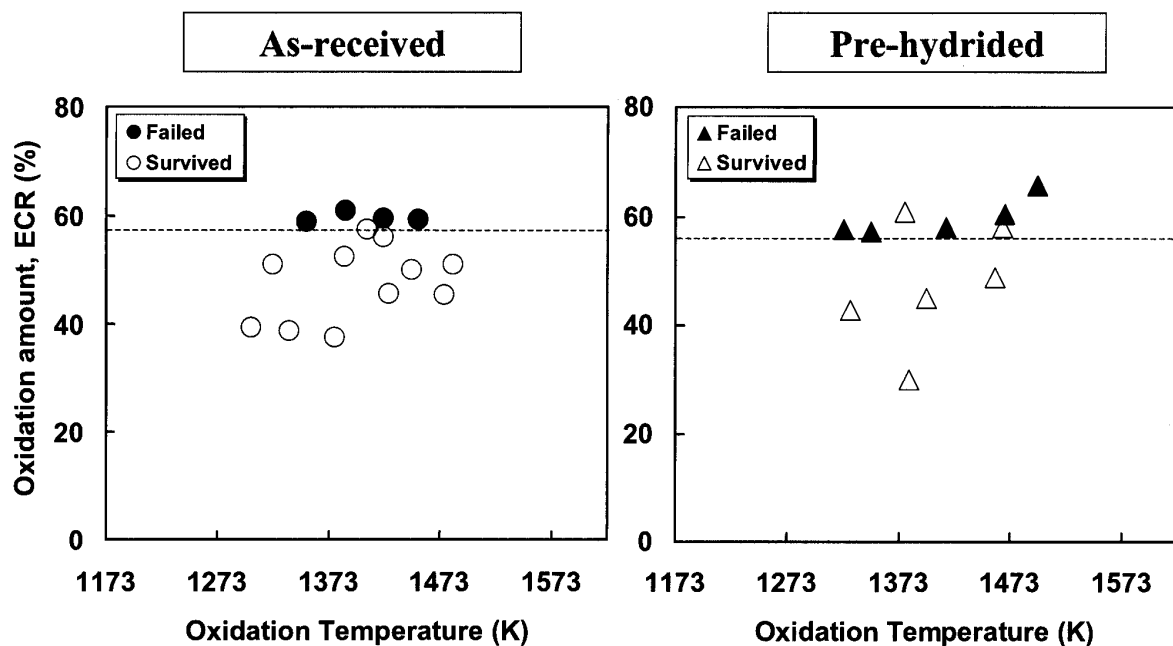 As-received
Pre-hydrided
Oxidation amount, ECR (%)
80
60
40
20
0
Failed
Survived
1173 1273 1373 1473 1573
Oxidation Temperature (K)
80
60
40
20
0
Failed
Survived
1173 1273 1373 1473 1573
Oxidation Temperature (K)